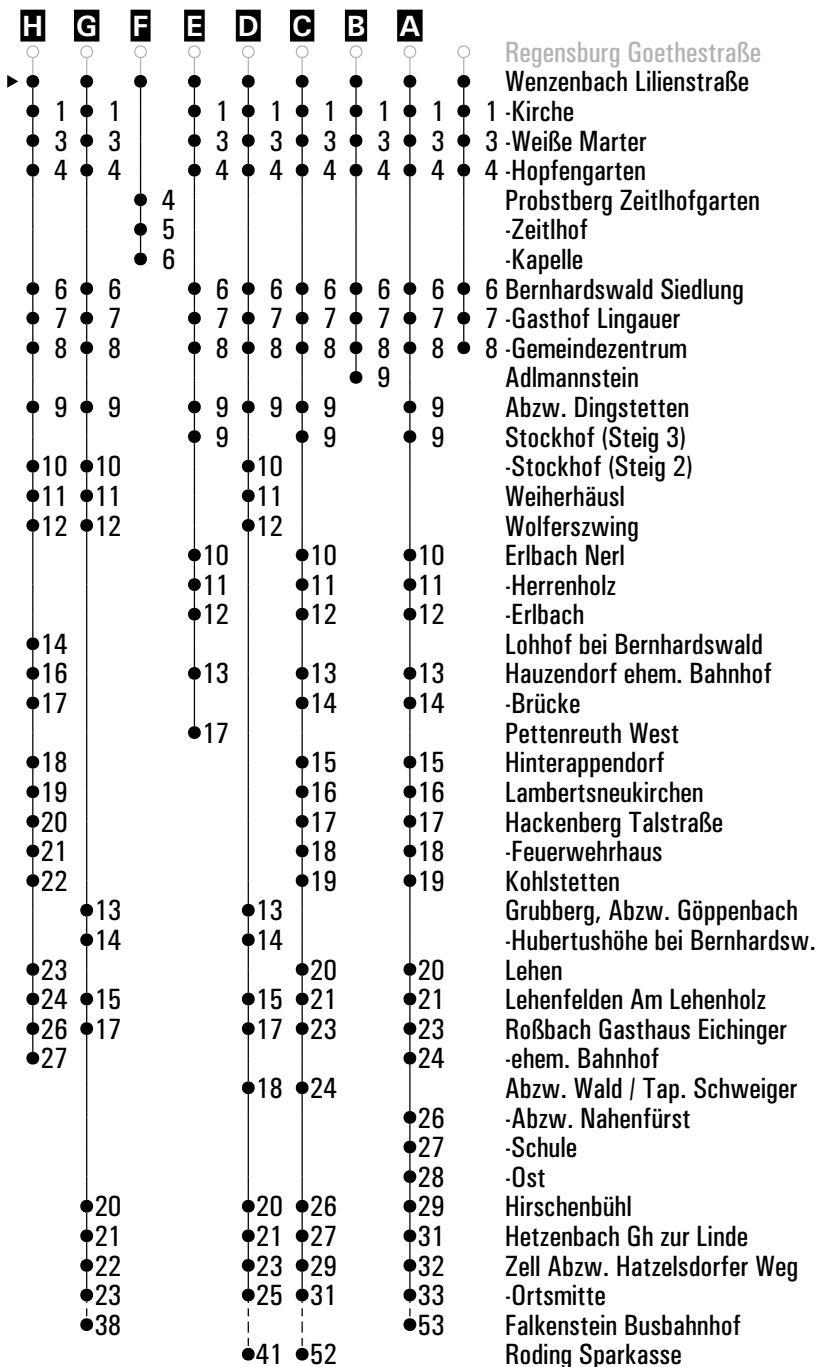 H G F E D C B A
Regensburg Goethestraße
Wenzenbach Lilienstraße
1 1 1 1 1 1 1 1 -Kirche
3 3 3 3 3 3 3 3 -Weiße Marter
4 4 4 4 4 4 4 4 -Hopfengarten
4 Probstberg Zeitlhofgarten
5 -Zeitlhof
6 -Kapelle
6 6 6 6 6 6 6 6 Bernhardswald Siedlung
7 7 7 7 7 7 7 7 -Gasthof Lingauer
8 8 8 8 8 8 8 8 -Gemeindezentrum
9 Adlmannstein
9 9 9 9 9 9 Abzw. Dingstetten
9 9 9 Stockhof (Steig 3)
10 10 10 -Stockhof (Steig 2)
11 11 11 Weiherhäusl
12 12 12 Wolferszwing
10 10 10 Erlbach Nerl
11 11 11 -Herrenholz
12 12 12 -Erlbach
14 Lohhof bei Bernhardswald
16 13 13 13 Hauzendorf ehem. Bahnhof
17 14 14 -Brücke
17 Pettenreuth West
18 15 15 Hinterappendorf
19 16 16 Lambertsneukirchen
20 17 17 Hackenberg Talstraße
21 18 18 -Feuerwehrhaus
22 19 19 Kohlstetten
13 13 Grubberg, Abzw. Göppenbach
14 14 -Hubertushöhe bei Bernhardsw.
23 20 20 Lehen
24 15 15 21 21 Lehenfelden Am Lehenholz
26 17 17 23 23 Roßbach Gasthaus Eichinger
27 24 -ehem. Bahnhof
18 24 Abzw. Wald / Tap. Schweiger
26 -Abzw. Nahenfürst
27 -Schule
28 -Ost
20 20 26 29 Hirschenbühl
21 21 27 31 Hetzenbach Gh zur Linde
22 23 29 32 Zell Abzw. Hatzelsdorfer Weg
23 25 31 33 -Ortsmitte
38 53 Falkenstein Busbahnhof
41 52 Roding Sparkasse